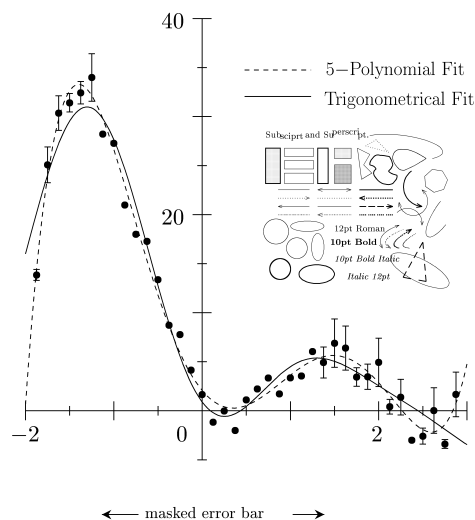 40
5−Polynomial Fit
Trigonometrical Fit
Subsciprt and Superscript.
20
12pt Roman
10pt Bold
10pt Bold Italic
Italic 12pt
−2
0
2
masked error bar